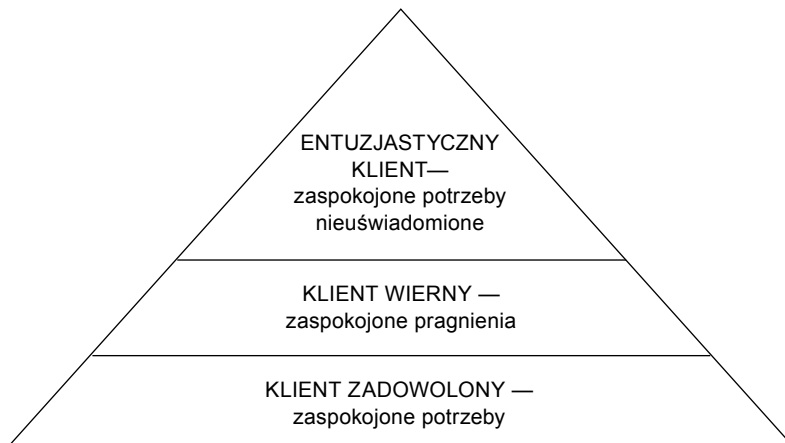 ENTUZJASTYCZNY
KLIENT—
zaspokojone potrzeby
nieuświadomione
KLIENT WIERNY —
zaspokojone pragnienia
KLIENT ZADOWOLONY —
zaspokojone potrzeby